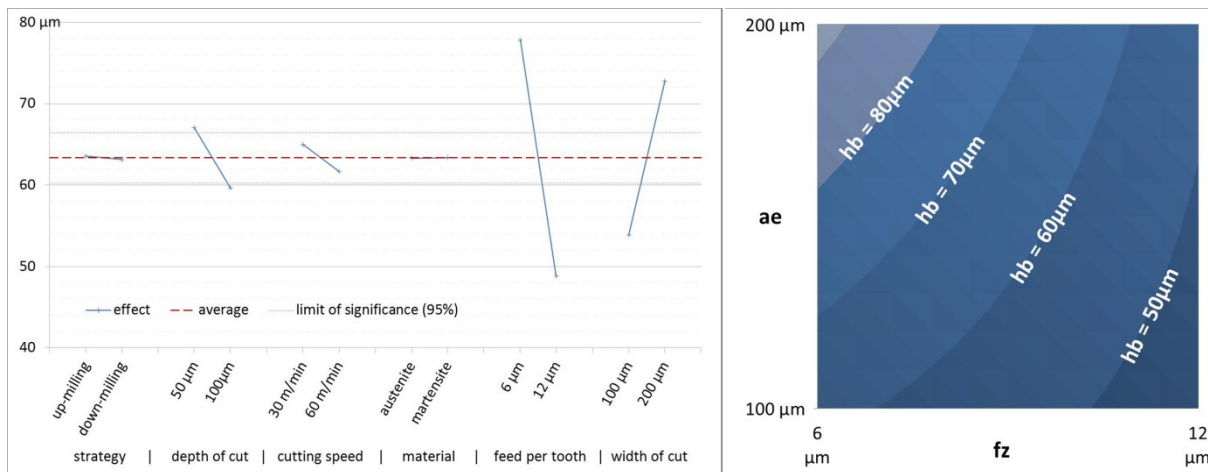 80 µm
70
60
50
40
effect average limit of significance (95%)
up-milling
down-milling
50 µm
100µm
30 m/min
60 m/min
austenite
martensite
6 µm
12 µm
100 µm
200 µm
strategy | depth of cut | cutting speed | material | feed per tooth | width of cut
200 µm
ae
100 µm
hb = 80µm
hb = 70µm
hb = 60µm
hb = 50µm
6
µm
fz
12
µm